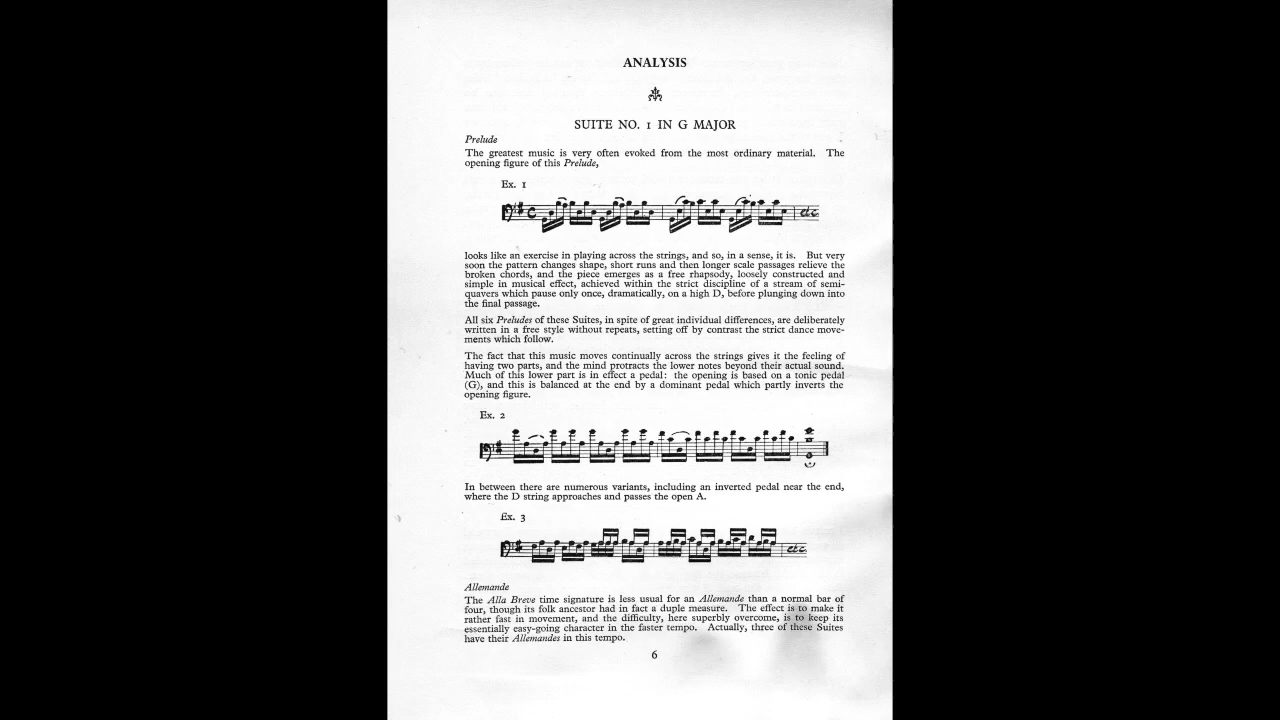 ANALYSIS
SUITE NO. 1 IN G MAJOR
Prelude
The greatest music is very often evoked from the most ordinary material. The
opening figure of this Prelude,
Ex. 1
etc.
looks like an exercise in playing across the strings, and so, in a sense, it is. But very
soon the pattern changes shape, short runs and then longer scale passages relieve the
broken chords, and the piece emerges as a free rhapsody, loosely constructed and
simple in musical effect, achieved within the strict discipline of a stream of semi-
quavers which pause only once, dramatically, on a high D, before plunging down into
the final passage.
All six Preludes of these Suites, in spite of great individual differences, are deliberately
written in a free style without repeats, setting off by contrast the strict dance move-
ments which follow.
The fact that this music moves continually across the strings gives it the feeling of
having two parts, and the mind protracts the lower notes beyond their actual sound.
Much of this lower part is in effect a pedal: the opening is based on a tonic pedal
(G), and this is balanced at the end by a dominant pedal which partly inverts the
opening figure.
Ex. 2
In between there are numerous variants, including an inverted pedal near the end,
where the D string approaches and passes the open A.
Ex. 3
etc.
Allemande
The Alla Breve time signature is less usual for an Allemande than a normal bar of
four, though its folk ancestor had in fact a duple measure. The effect is to make it
rather fast in movement, and the difficulty, here superbly overcome, is to keep its
essentially easy-going character in the faster tempo. Actually, three of these Suites
have their Allemandes in this tempo.
6